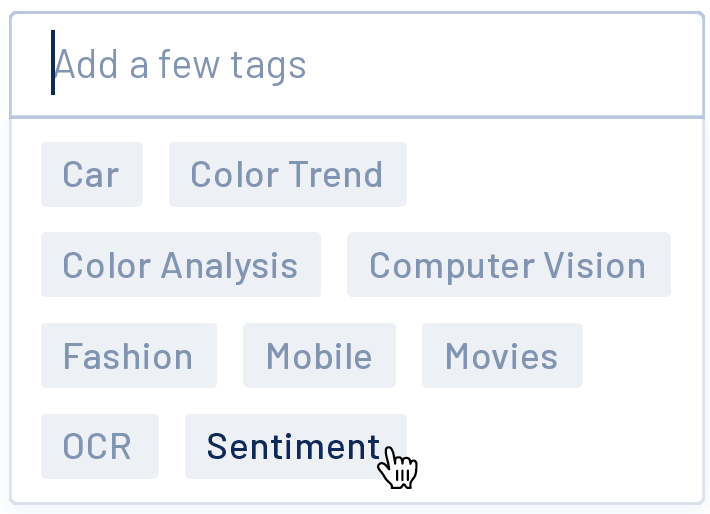 Add a few tags
Car Color Trend
Color Analysis Computer Vision
Fashion Mobile Movies
OCR Sentiment